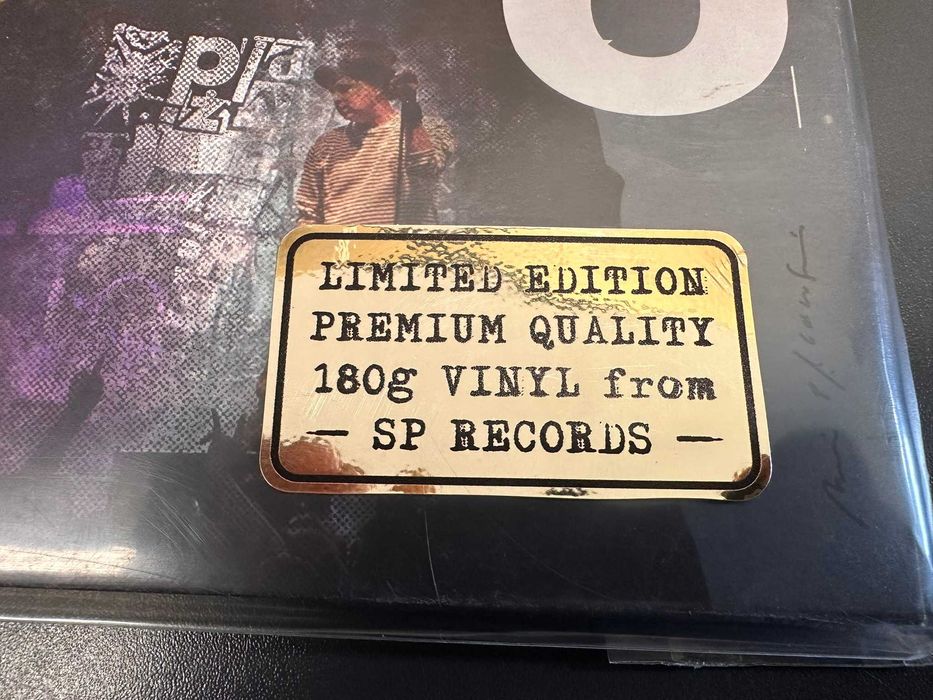 LIMITED EDITION
PREMIUM QUALITY
180g VINYL from
— SP RECORDS —